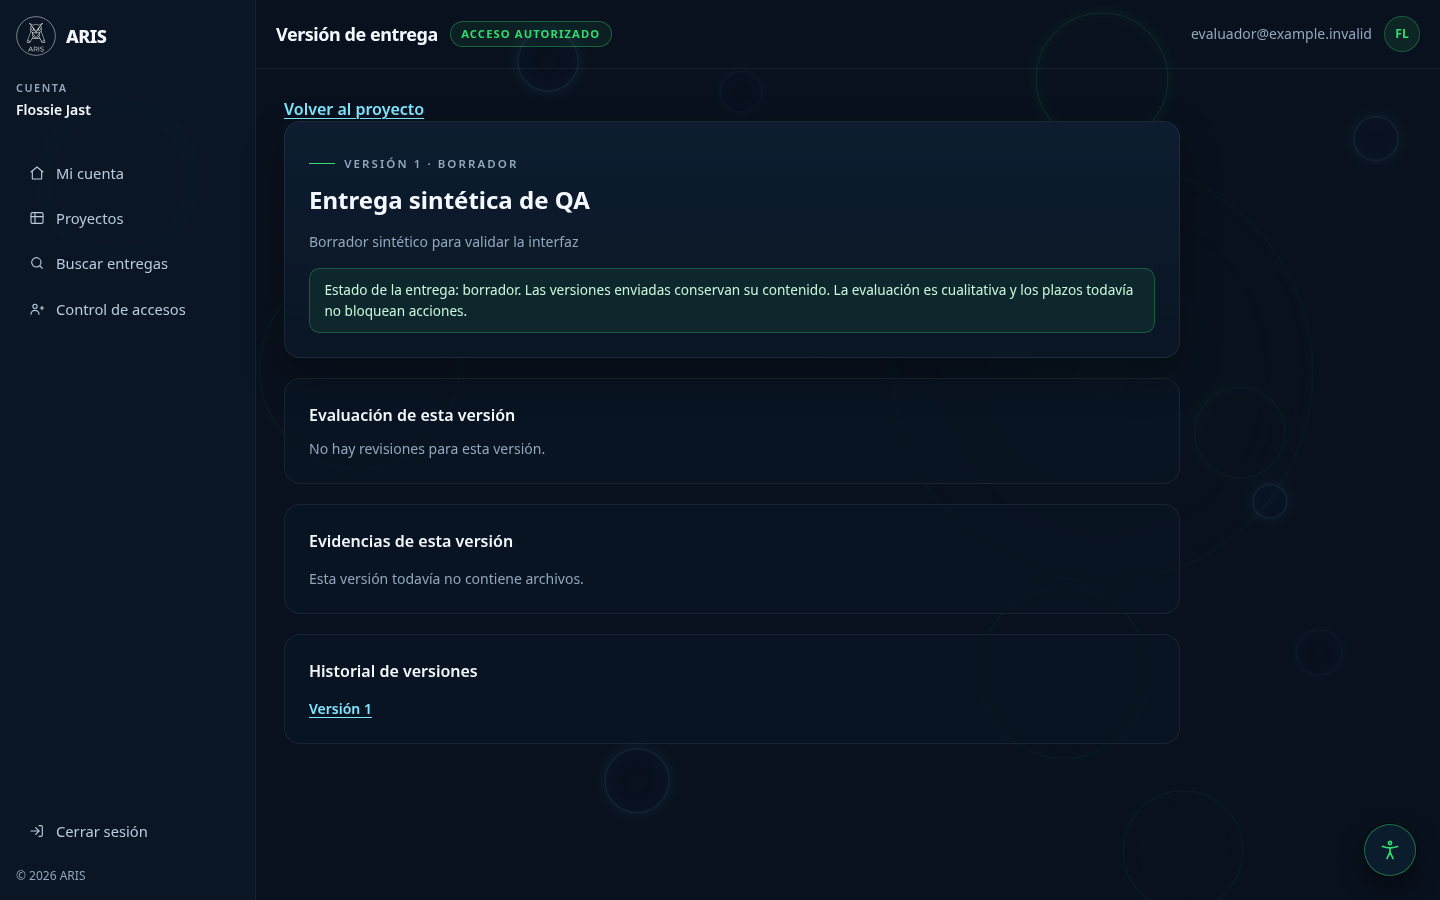 ARIS
ARIS
CUENTA
Flossie Jast
Mi cuenta
Proyectos
Buscar entregas
Control de accesos
Cerrar sesión
© 2026 ARIS
Versión de entrega
ACCESO AUTORIZADO
evaluador@example.invalid
FL
Volver al proyecto
VERSIÓN 1 · BORRADOR
Entrega sintética de QA
Borrador sintético para validar la interfaz
Estado de la entrega: borrador. Las versiones enviadas conservan su contenido. La evaluación es cualitativa y los plazos todavía
no bloquean acciones.
Evaluación de esta versión
No hay revisiones para esta versión.
Evidencias de esta versión
Esta versión todavía no contiene archivos.
Historial de versiones
Versión 1